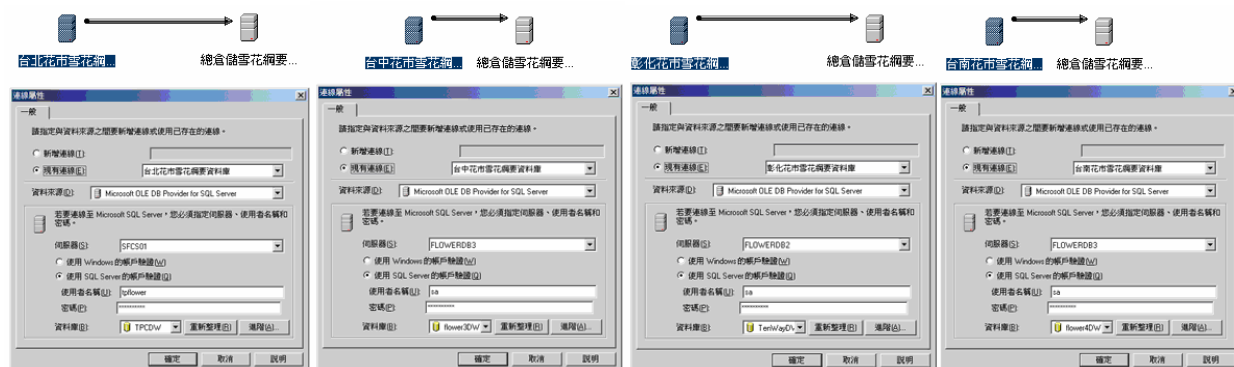 台北花市雪花綱...
總倉儲雪花綱要...
台中花市雪花綱...
總倉儲雪花綱要...
彰化花市雪花綱...
總倉儲雪花綱要...
台南花市雪花綱...
總倉儲雪花綱要...
連線屬性
一般
請指定與資料來源之間要新增連線或使用已存在的連線。
新增連線(T):
現有連線(E): 台北花市雪花綱要資料庫
資料來源(D): Microsoft OLE DB Provider for SQL Server
若要連線至 Microsoft SQL Server,您必須指定伺服器、使用者名稱和
密碼。
伺服器(S): SFCS01
使用 Windows 的帳戶驗證(W)
使用 SQL Server 的帳戶驗證(Q)
使用者名稱(U): tpflower
密碼(P): **********
資料庫(B): TPCDW 重新整理(R) 進階(A)...
確定 取消 說明
連線屬性
一般
請指定與資料來源之間要新增連線或使用已存在的連線。
新增連線(T):
現有連線(E): 台中花市雪花綱要資料庫
資料來源(D): Microsoft OLE DB Provider for SQL Server
若要連線至 Microsoft SQL Server,您必須指定伺服器、使用者名稱和
密碼。
伺服器(S): FLOWERDB3
使用 Windows 的帳戶驗證(W)
使用 SQL Server 的帳戶驗證(Q)
使用者名稱(U): sa
密碼(P): **********
資料庫(B): flower3DW 重新整理(R) 進階(A)...
確定 取消 說明
連線屬性
一般
請指定與資料來源之間要新增連線或使用已存在的連線。
新增連線(T):
現有連線(E): 彰化花市雪花綱要資料庫
資料來源(D): Microsoft OLE DB Provider for SQL Server
若要連線至 Microsoft SQL Server,您必須指定伺服器、使用者名稱和
密碼。
伺服器(S): FLOWERDB2
使用 Windows 的帳戶驗證(W)
使用 SQL Server 的帳戶驗證(Q)
使用者名稱(U): sa
密碼(P): **********
資料庫(B): 重新整理(R) 進階(A)...
確定 取消 說明
連線屬性
一般
請指定與資料來源之間要新增連線或使用已存在的連線。
新增連線(T):
現有連線(E): 台南花市雪花綱要資料庫
資料來源(D): Microsoft OLE DB Provider for SQL Server
若要連線至 Microsoft SQL Server,您必須指定伺服器、使用者名稱和
密碼。
伺服器(S): FLOWERDB3
使用 Windows 的帳戶驗證(W)
使用 SQL Server 的帳戶驗證(Q)
使用者名稱(U): sa
密碼(P): **********
資料庫(B): flower4DW 重新整理(R) 進階(A)...
確定 取消 說明